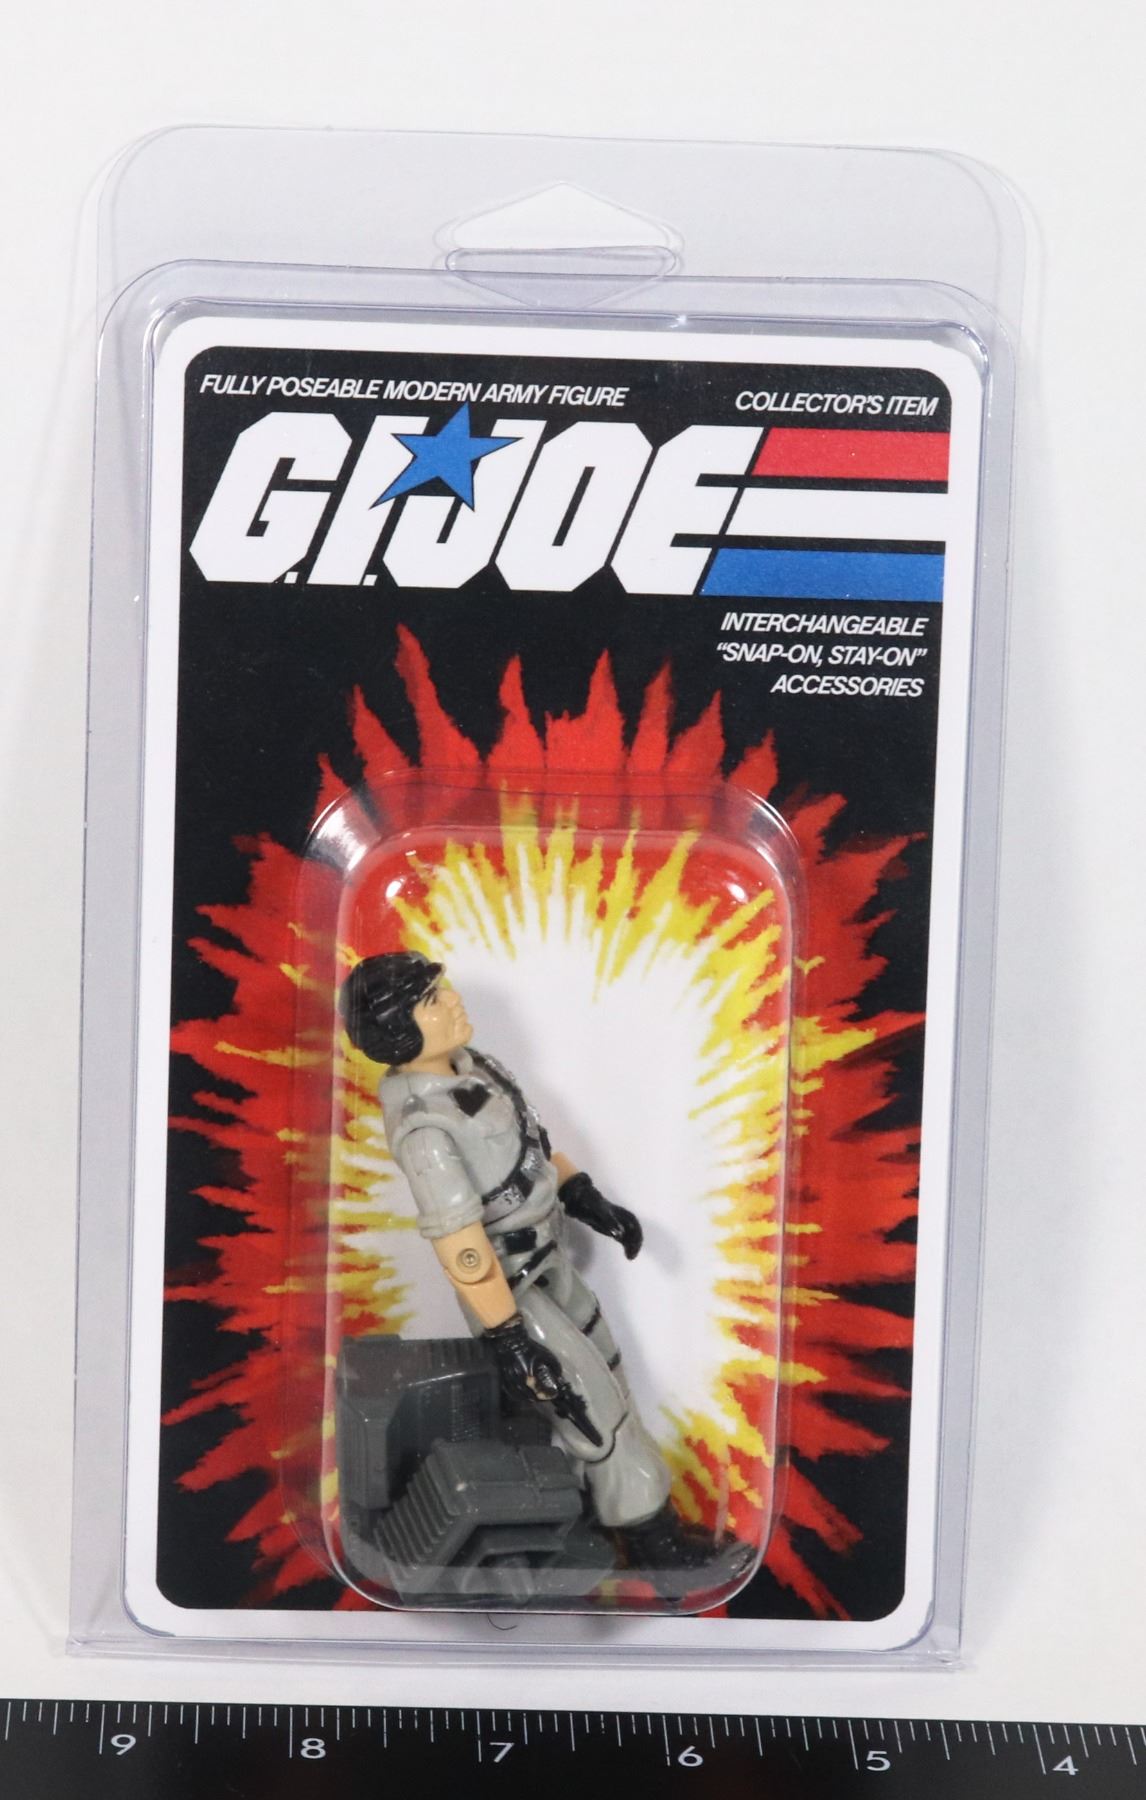 FULLY POSEABLE MODERN ARMY FIGURE
COLLECTOR'S ITEM
G.I.JOE
INTERCHANGEABLE
“SNAP-ON, STAY-ON”
ACCESSORIES
9 8 7 6 5 4